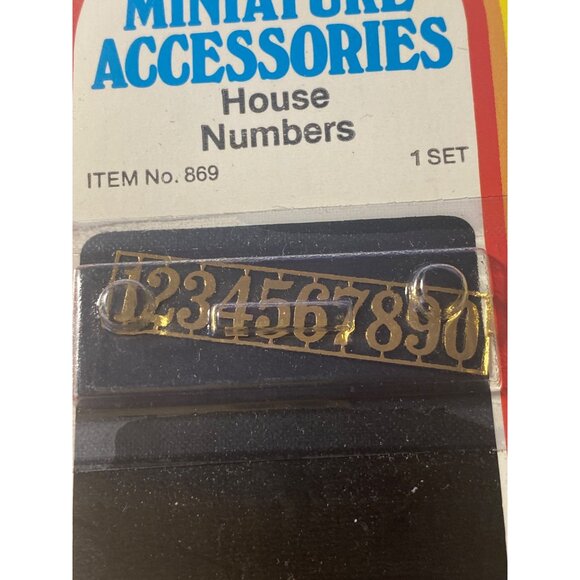 MINIATURE
ACCESSORIES
House
Numbers
ITEM No. 869
1 SET
1234567890